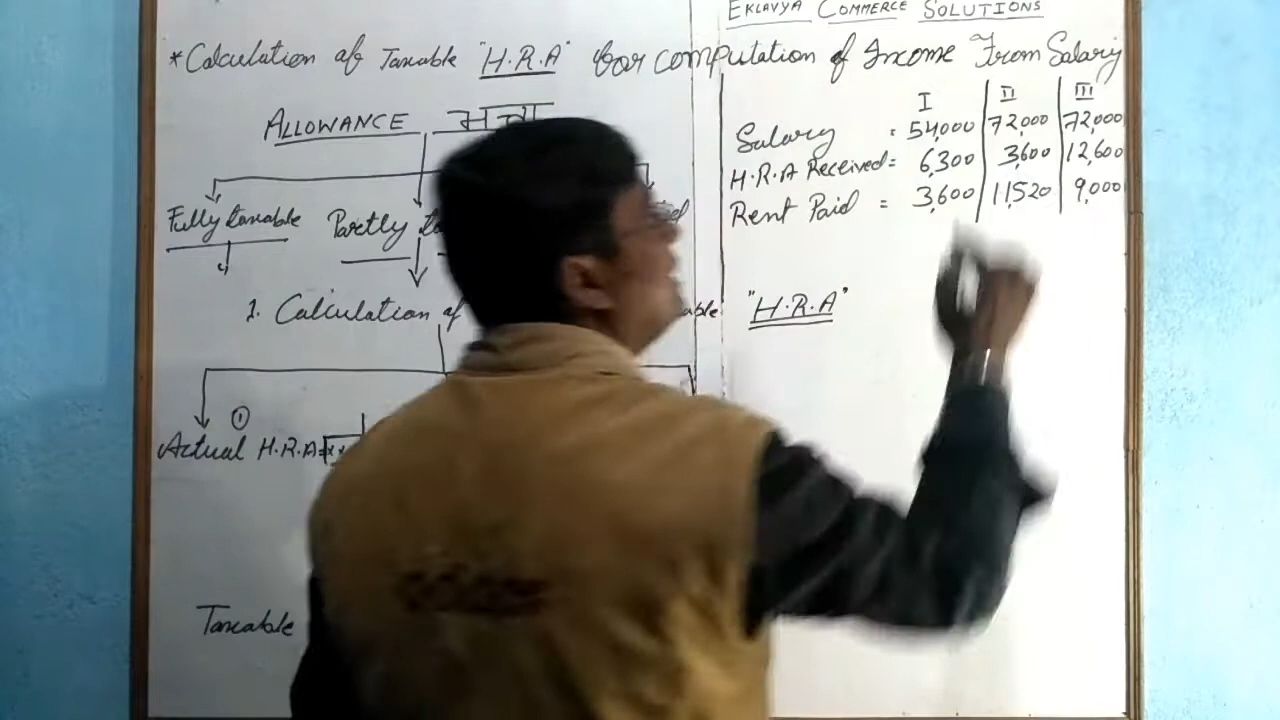 EKLAVYA COMMERCE SOLUTIONS
*Calculation of Taxable "H.R.A" for computation of Income From Salary
ALLOWANCE
Fully taxable Partly
1. Calculation of
①
Actual H.R.A=
Taxable
I II III
Salary = 54,000 72,000 72,000
H.R.A Received= 6,300 3,600 12,600
Rent Paid = 3,600 11,520 9,000
"H.R.A"